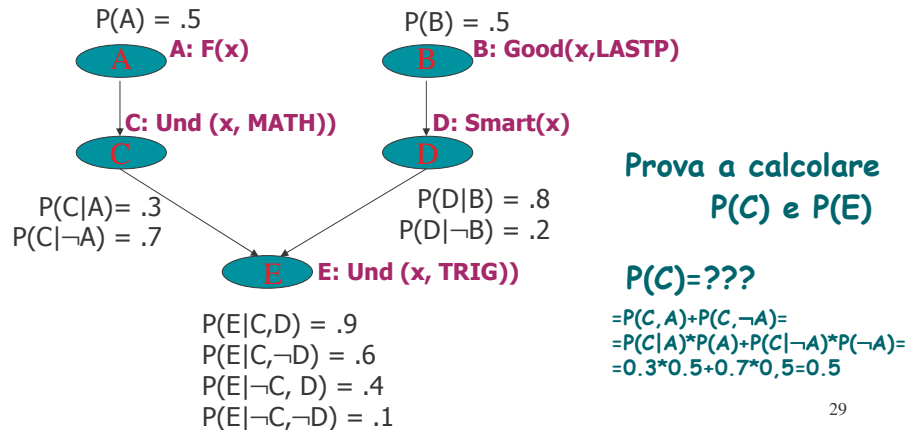 P(A) = .5
P(B) = .5
A
A: F(x)
B
B: Good(x,LASTP)
C: Und (x, MATH))
D: Smart(x)
C
D
Prova a calcolare
P(C) e P(E)
P(C|A)= .3
P(C|¬A) = .7
P(D|B) = .8
P(D|¬B) = .2
E
E: Und (x, TRIG))
P(C)=???
=P(C,A)+P(C,¬A)=
=P(C|A)*P(A)+P(C|¬A)*P(¬A)=
=0.3*0.5+0.7*0,5=0.5
P(E|C,D) = .9
P(E|C,¬D) = .6
P(E|¬C, D) = .4
P(E|¬C,¬D) = .1
29